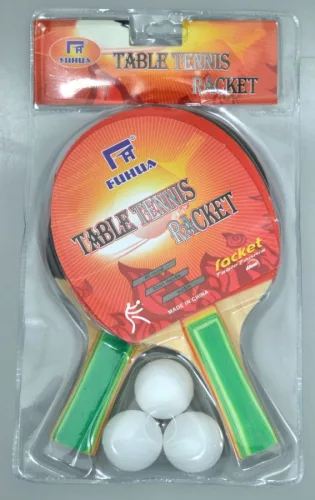 FUHUA
TABLE TENNIS
RACKET
FUHUA
TABLE TENNIS
RACKET
racket
MADE IN CHINA